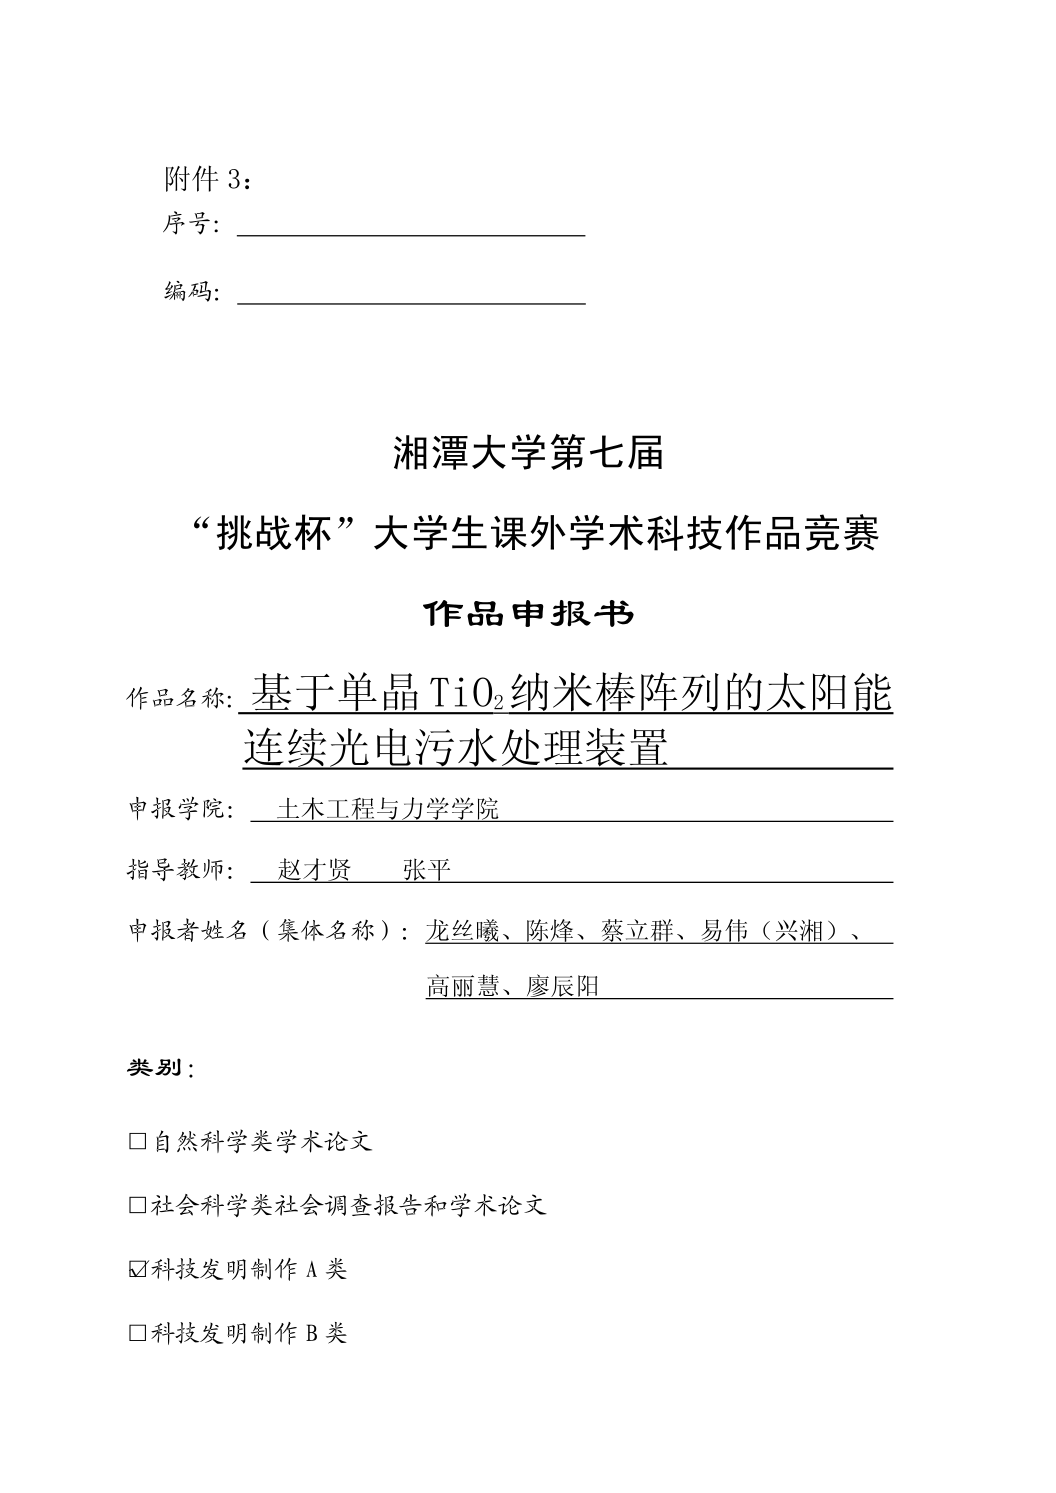 附件 3：
序号：
编码：
湘潭大学第七届
“挑战杯”大学生课外学术科技作品竞赛
作品申报书
作品名称: 基于单晶 TiO₂ 纳米棒阵列的太阳能
连续光电污水处理装置
申报学院： 土木工程与力学学院
指导教师： 赵才贤 张平
申报者姓名（集体名称）: 龙丝曦、陈烽、蔡立群、易伟（兴湘）、
高丽慧、廖辰阳
类别：
□自然科学类学术论文
□社会科学类社会调查报告和学术论文
☑科技发明制作 A 类
□科技发明制作 B 类